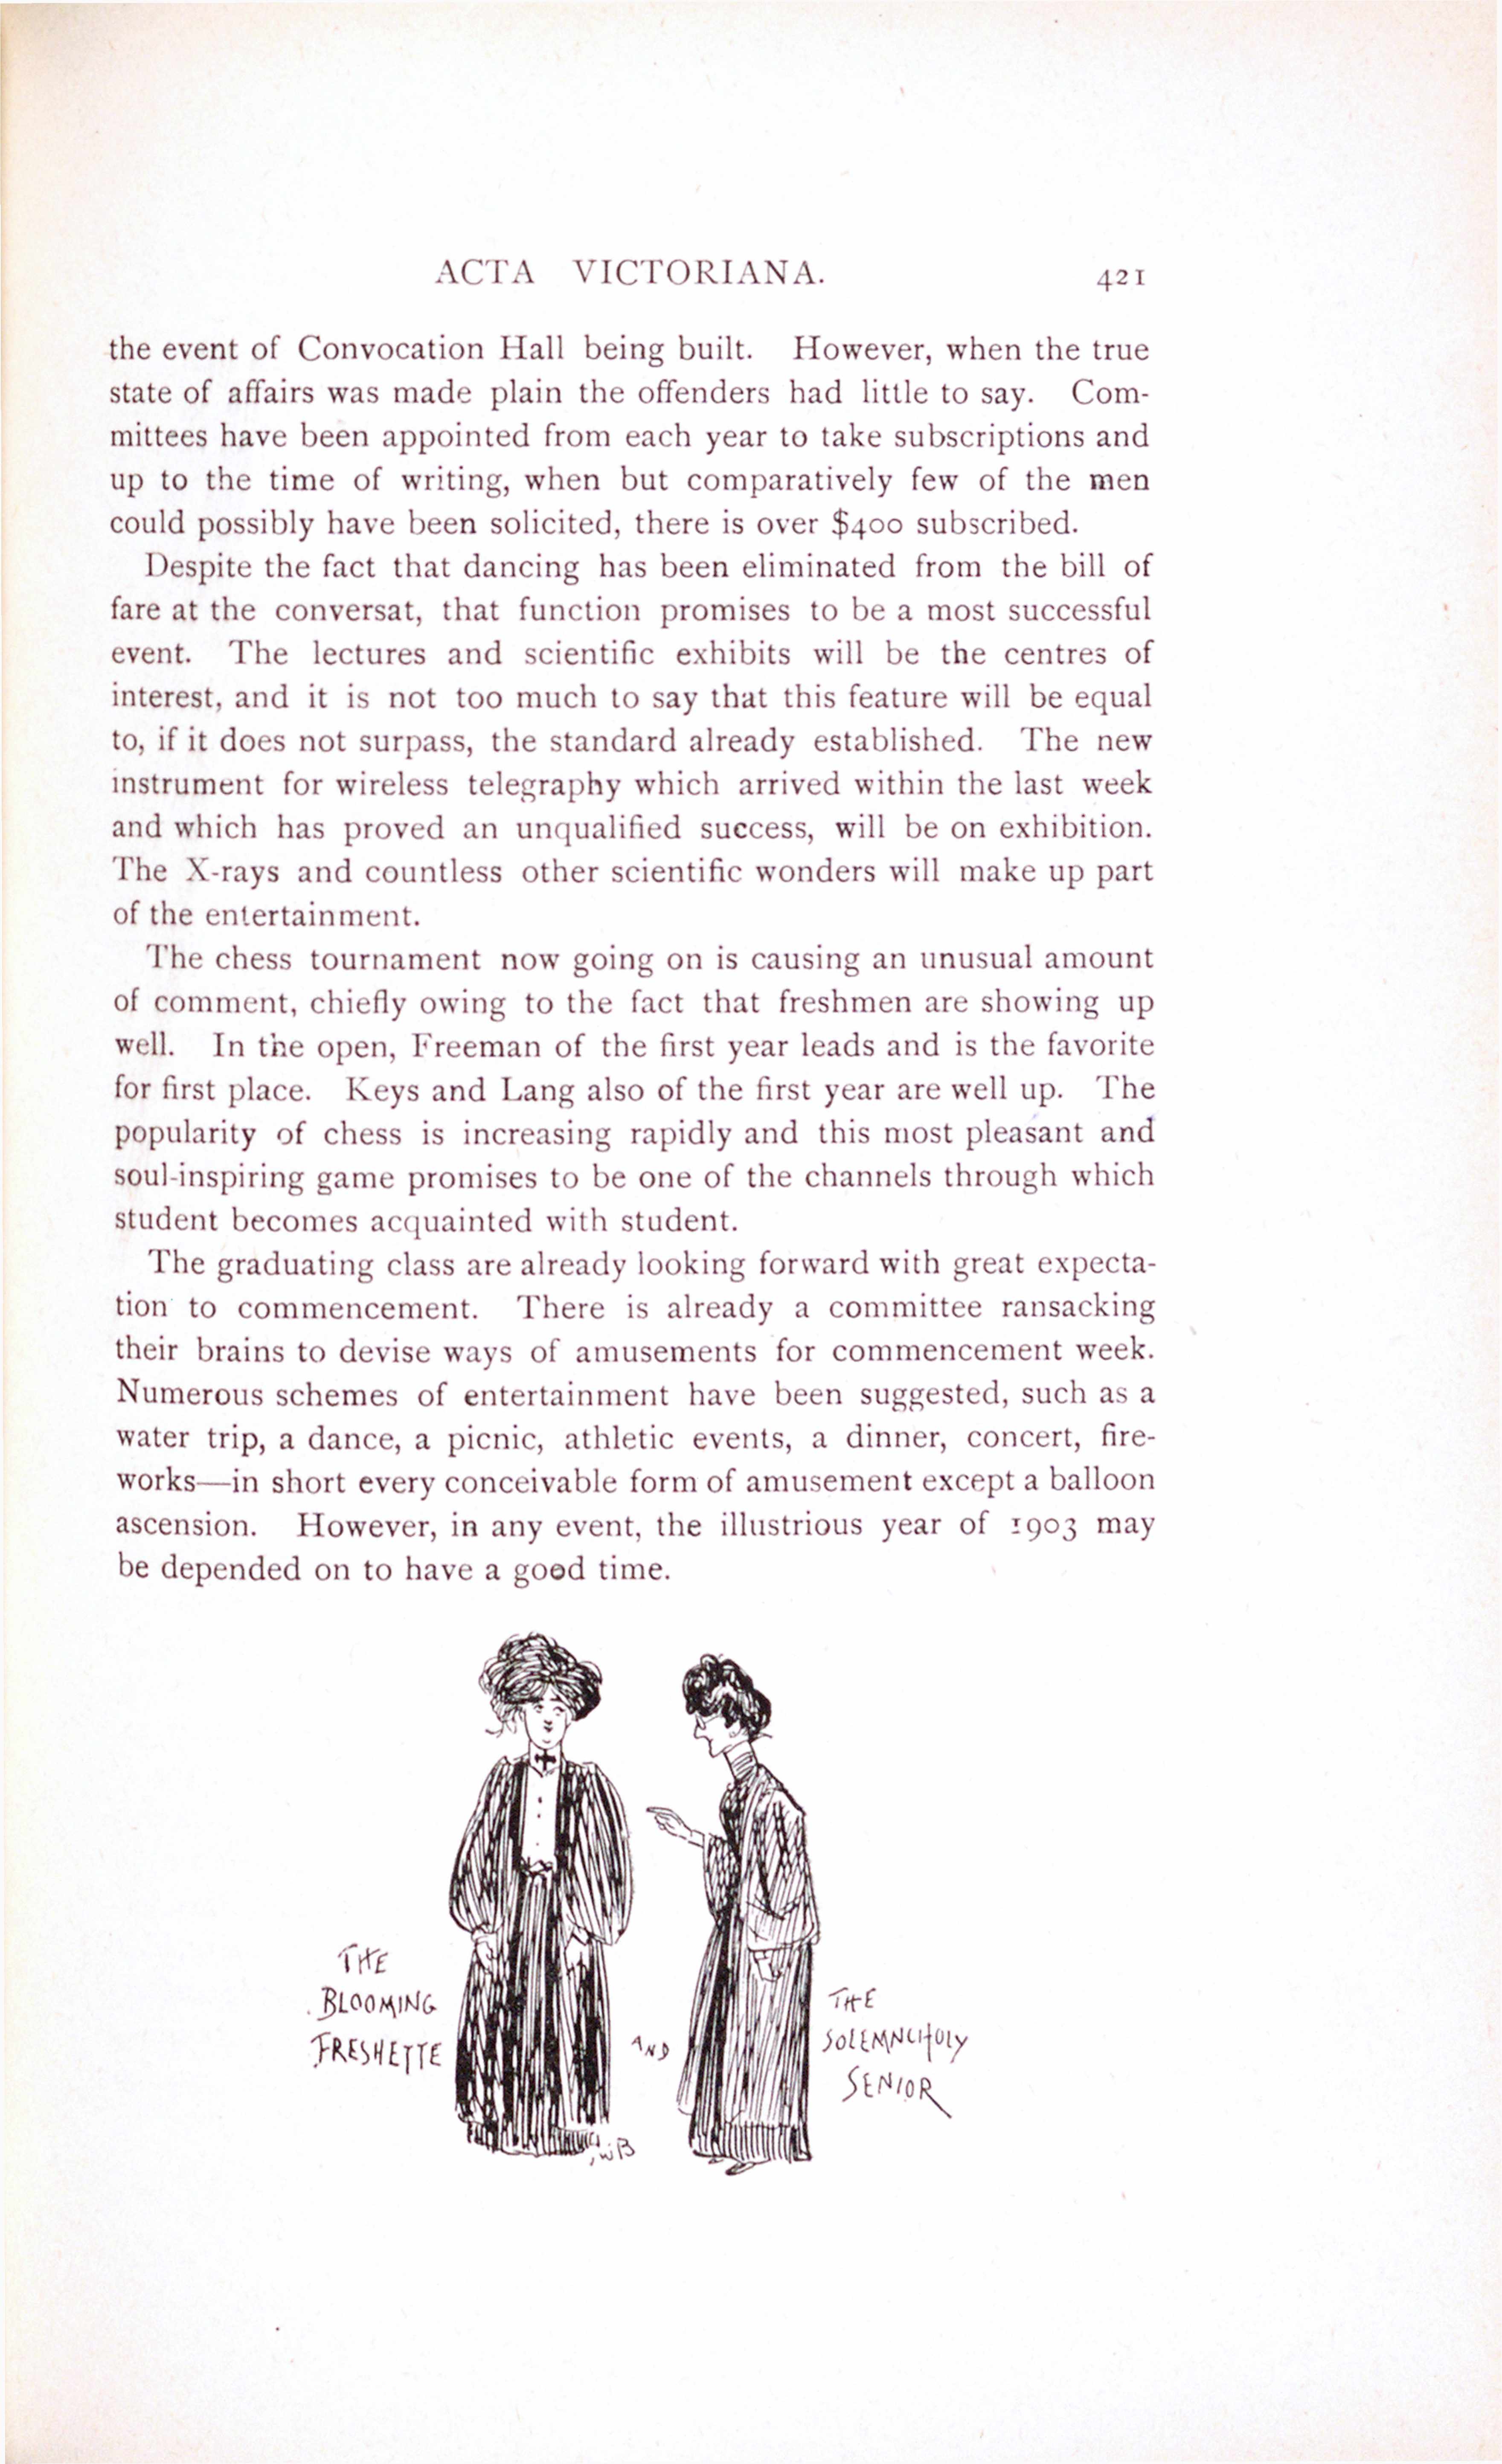 ACTA VICTORIANA. 421
the event of Convocation Hall being built. However, when the true
state of affairs was made plain the offenders had little to say. Com-
mittees have been appointed from each year to take subscriptions and
up to the time of writing, when but comparatively few of the men
could possibly have been solicited, there is over $400 subscribed.
Despite the fact that dancing has been eliminated from the bill of
fare at the conversat, that function promises to be a most successful
event. The lectures and scientific exhibits will be the centres of
interest, and it is not too much to say that this feature will be equal
to, if it does not surpass, the standard already established. The new
instrument for wireless telegraphy which arrived within the last week
and which has proved an unqualified success, will be on exhibition.
The X-rays and countless other scientific wonders will make up part
of the entertainment.
The chess tournament now going on is causing an unusual amount
of comment, chiefly owing to the fact that freshmen are showing up
well. In the open, Freeman of the first year leads and is the favorite
for first place. Keys and Lang also of the first year are well up. The
popularity of chess is increasing rapidly and this most pleasant and
soul-inspiring game promises to be one of the channels through which
student becomes acquainted with student.
The graduating class are already looking forward with great expecta-
tion to commencement. There is already a committee ransacking
their brains to devise ways of amusements for commencement week.
Numerous schemes of entertainment have been suggested, such as a
water trip, a dance, a picnic, athletic events, a dinner, concert, fire-
works—in short every conceivable form of amusement except a balloon
ascension. However, in any event, the illustrious year of 1903 may
be depended on to have a good time.
THE
BLOOMING
FRESHETTE
AND
THE
SOLEMNCHOLY
SENIOR